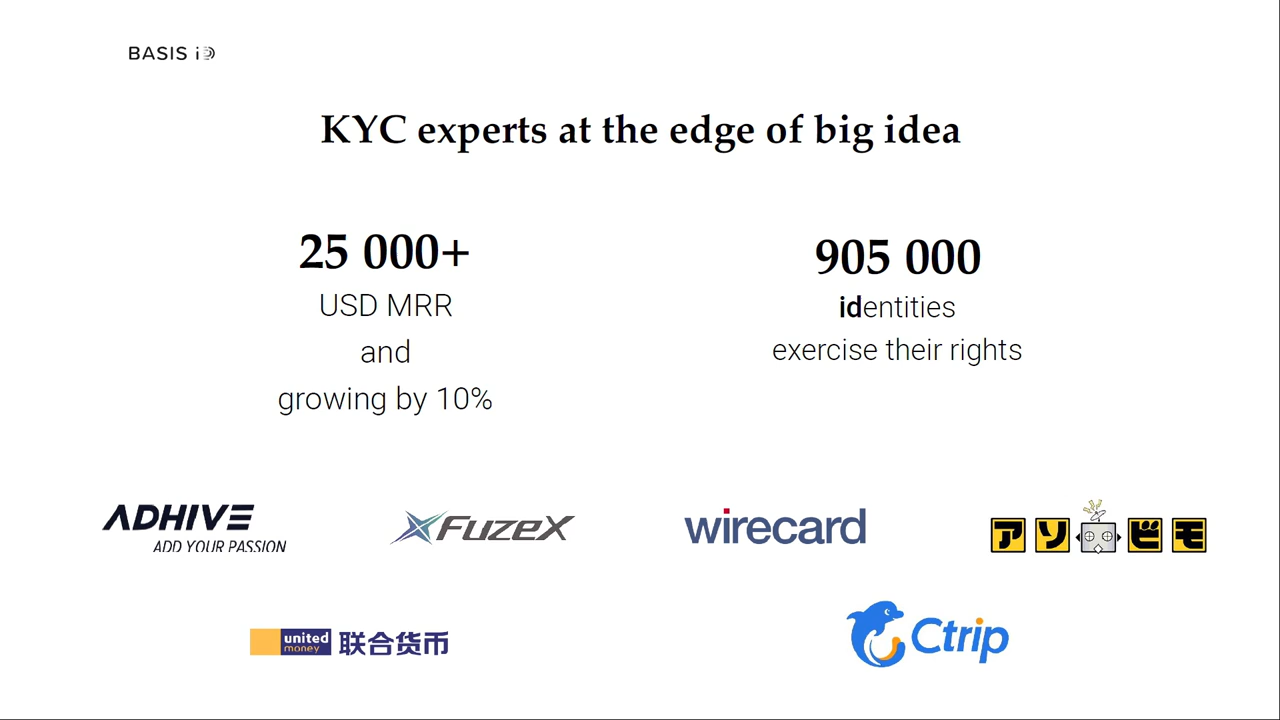 BASIS iD
KYC experts at the edge of big idea
25 000+
USD MRR
and
growing by 10%
905 000
identities
exercise their rights
ADHIVE
ADD YOUR PASSION
FuzeX
wirecard
アソビモ
united
money
联合货币
Ctrip